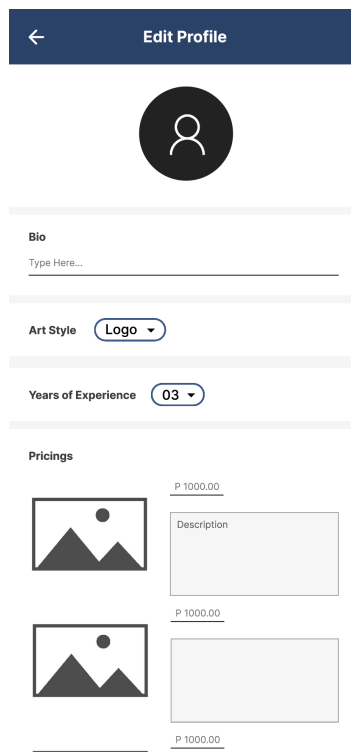 Edit Profile
Bio
Type Here...
Art Style Logo
Years of Experience 03
Pricings
P 1000.00
Description
P 1000.00
P 1000.00